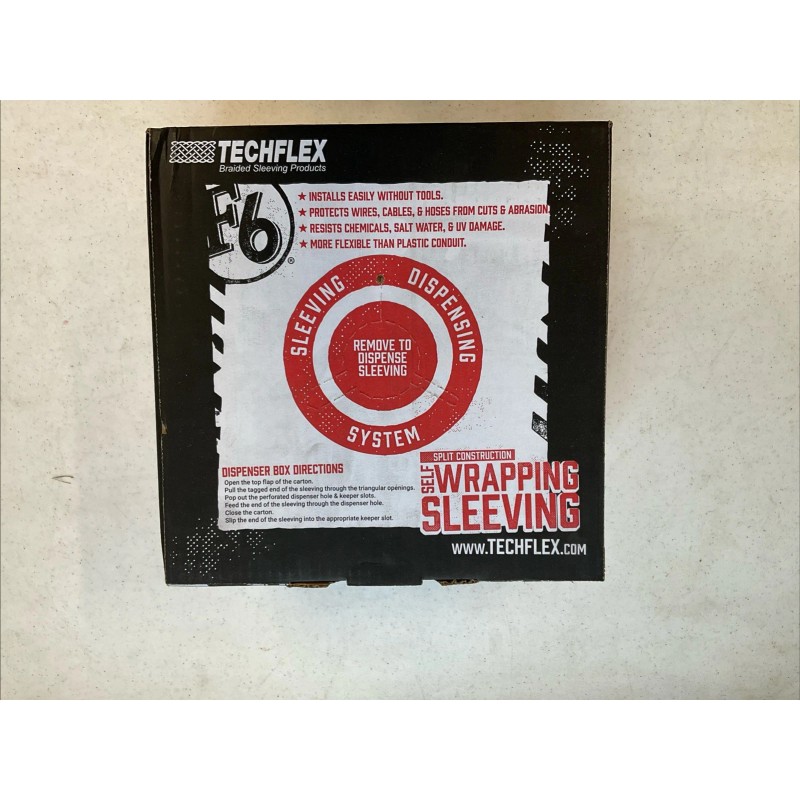 TECHFLEX
Braided Sleeving Products
F6®
★ INSTALLS EASILY WITHOUT TOOLS.
★ PROTECTS WIRES, CABLES, & HOSES FROM CUTS & ABRASION.
★ RESISTS CHEMICALS, SALT WATER, & UV DAMAGE.
★ MORE FLEXIBLE THAN PLASTIC CONDUIT.
SLEEVING DISPENSING
SYSTEM
REMOVE TO
DISPENSE
SLEEVING
DISPENSER BOX DIRECTIONS
Open the top flap of the carton.
Pull the tagged end of the sleeving through the triangular openings.
Pop out the perforated dispenser hole & keeper slots.
Feed the end of the sleeving through the dispenser hole.
Close the carton.
Slip the end of the sleeving into the appropriate keeper slot.
SPLIT CONSTRUCTION
SELF WRAPPING
SLEEVING
WWW.TECHFLEX.COM